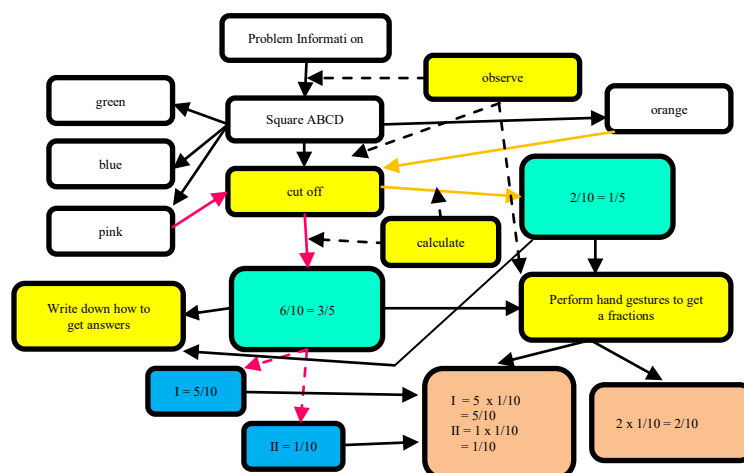 Problem Informati on
observe
green
Square ABCD
orange
blue
cut off
2/10 = 1/5
pink
calculate
Write down how to
get answers
6/10 = 3/5
Perform hand gestures to get
a fractions
I = 5/10
I = 5 x 1/10
= 5/10
II = 1 x 1/10
= 1/10
2 x 1/10 = 2/10
II = 1/10